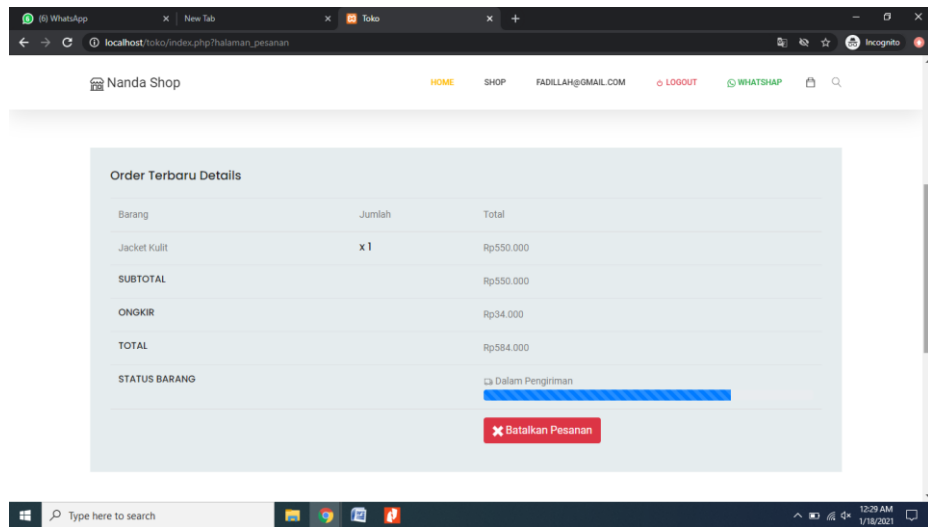 (6) WhatsApp
New Tab
Toko
localhost/toko/index.php?halaman_pesanan
Incognito
Nanda Shop
HOME
SHOP
FADILLAH@GMAIL.COM
LOGOUT
WHATSHAP
Order Terbaru Details
Barang Jumlah Total
Jacket Kulit x 1 Rp550.000
SUBTOTAL Rp550.000
ONGKIR Rp34.000
TOTAL Rp584.000
STATUS BARANG Dalam Pengiriman
Batalkan Pesanan
Type here to search
12:29 AM
1/18/2021